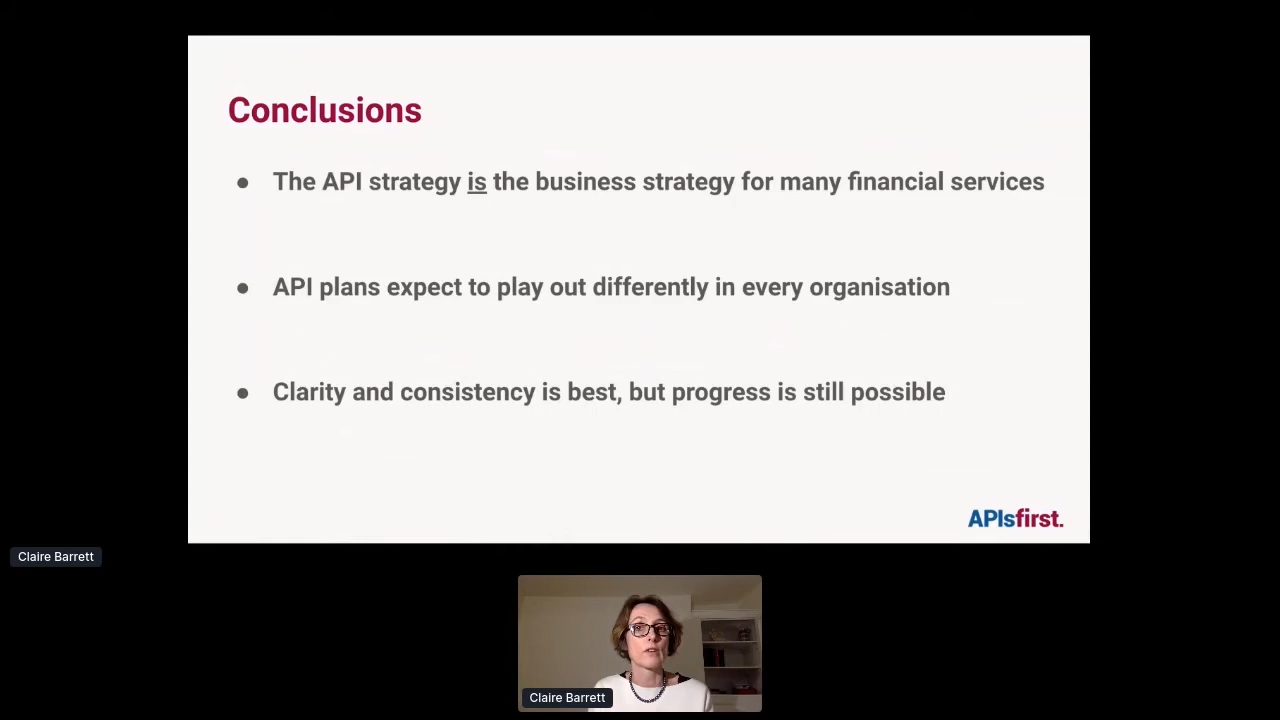 Conclusions
● The API strategy is the business strategy for many financial services
● API plans expect to play out differently in every organisation
● Clarity and consistency is best, but progress is still possible
APIsfirst.
Claire Barrett
Claire Barrett